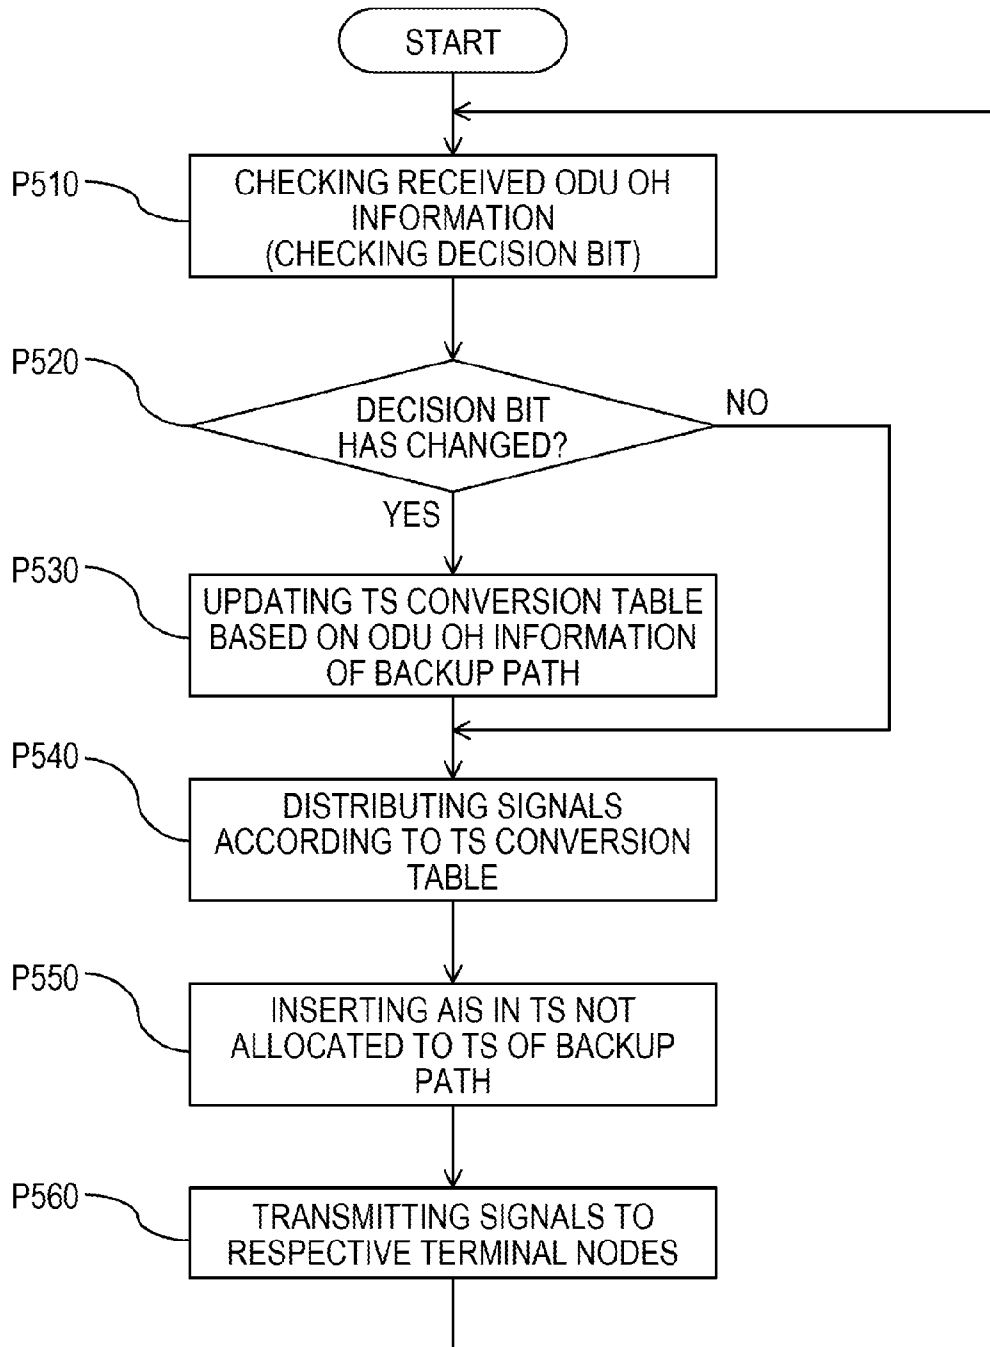 START
P510
CHECKING RECEIVED ODU OH
INFORMATION
(CHECKING DECISION BIT)
P520
DECISION BIT
HAS CHANGED?
NO
YES
P530
UPDATING TS CONVERSION TABLE
BASED ON ODU OH INFORMATION
OF BACKUP PATH
P540
DISTRIBUTING SIGNALS
ACCORDING TO TS CONVERSION
TABLE
P550
INSERTING AIS IN TS NOT
ALLOCATED TO TS OF BACKUP
PATH
P560
TRANSMITTING SIGNALS TO
RESPECTIVE TERMINAL NODES